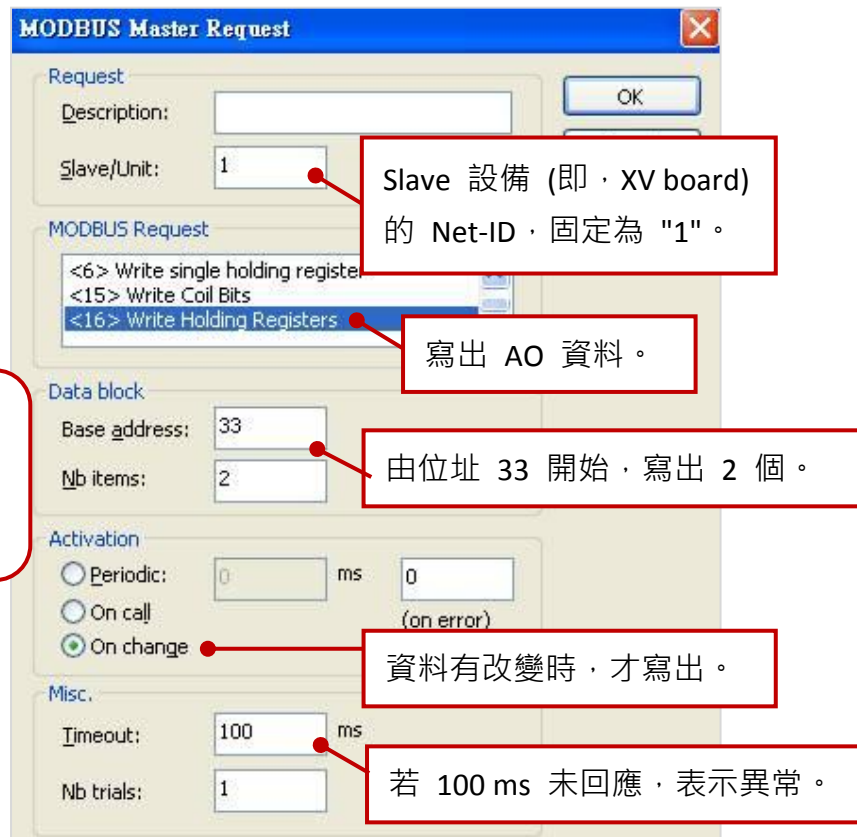 MODBUS Master Request
Request
Description:
OK
Slave/Unit: 1
Slave 設備 (即，XV board)
的 Net-ID，固定為 "1"。
MODBUS Request
<6> Write single holding register
<15> Write Coil Bits
<16> Write Holding Registers
寫出 AO 資料。
Data block
Base address: 33
Nb items: 2
由位址 33 開始，寫出 2 個。
Activation
Periodic: 0 ms 0
On call (on error)
On change
資料有改變時，才寫出。
Misc.
Timeout: 100 ms
Nb trials: 1
若 100 ms 未回應，表示異常。